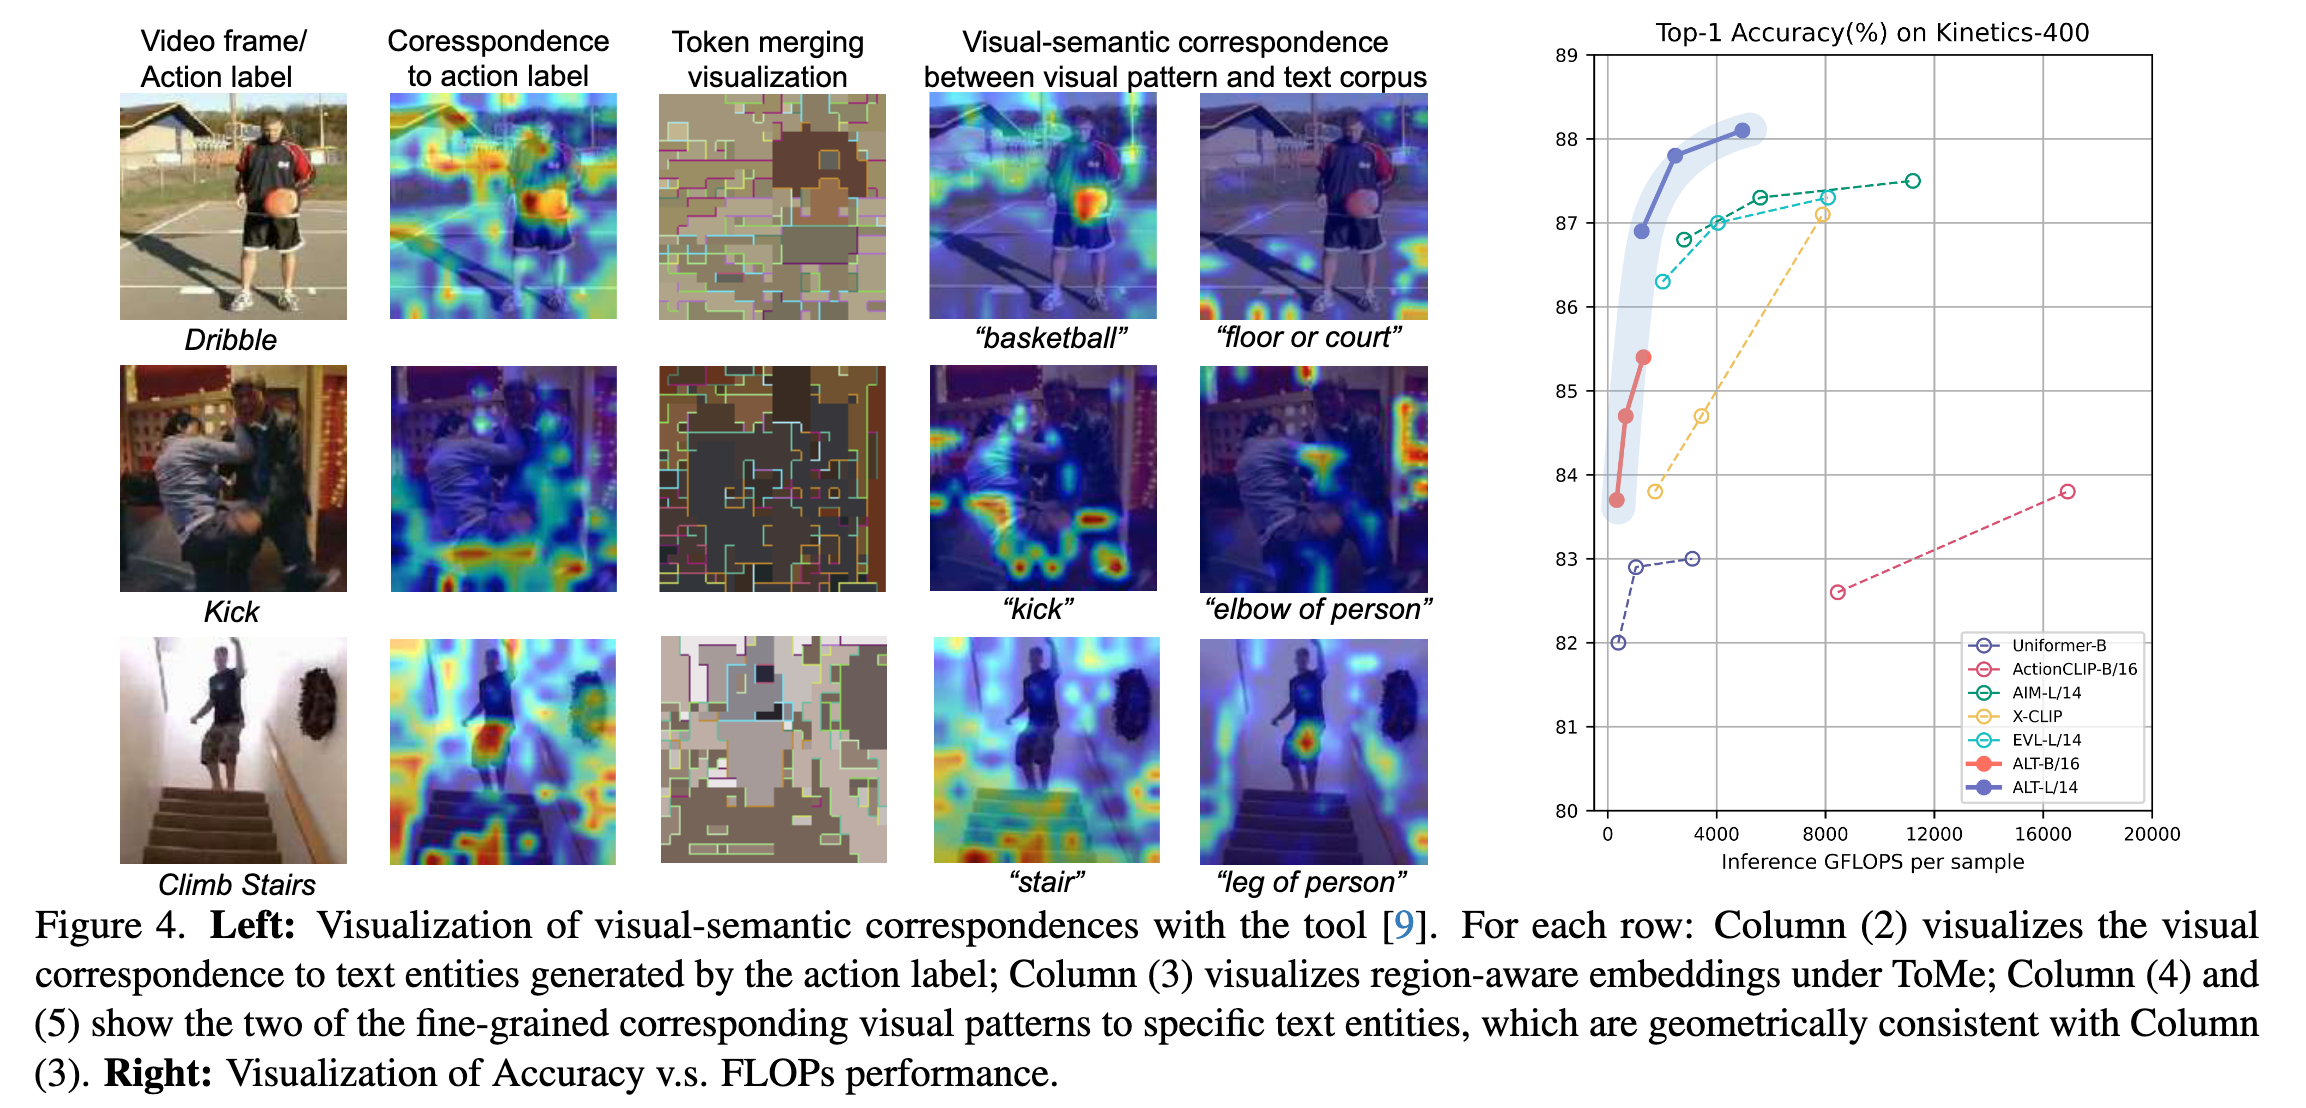 Video frame/
Action label
Coresspondence
to action label
Token merging
visualization
Visual-semantic correspondence
between visual pattern and text corpus
Dribble
“basketball”
“floor or court”
Kick
“kick”
“elbow of person”
Climb Stairs
“stair”
“leg of person”
Top-1 Accuracy(%) on Kinetics-400
89
88
87
86
85
84
83
82
81
80
0
4000
8000
12000
16000
20000
Inference GFLOPS per sample
Uniformer-B
ActionCLIP-B/16
AIM-L/14
X-CLIP
EVL-L/14
ALT-B/16
ALT-L/14
Figure 4. Left: Visualization of visual-semantic correspondences with the tool [9]. For each row: Column (2) visualizes the visual
correspondence to text entities generated by the action label; Column (3) visualizes region-aware embeddings under ToMe; Column (4) and
(5) show the two of the fine-grained corresponding visual patterns to specific text entities, which are geometrically consistent with Column
(3). Right: Visualization of Accuracy v.s. FLOPs performance.